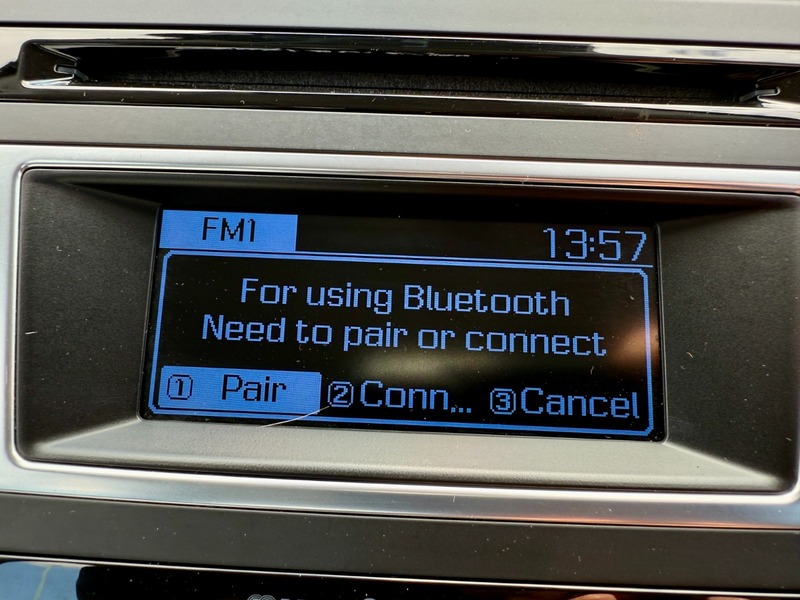 FM1 13:57
For using Bluetooth
Need to pair or connect
1 Pair 2 Conn... 3 Cancel